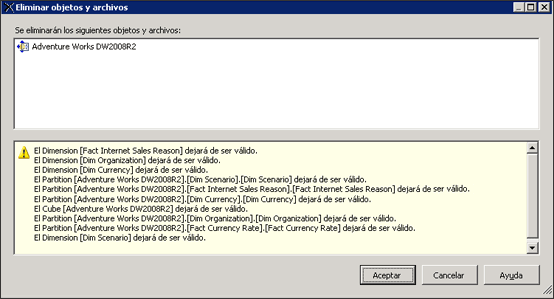 Eliminar objetos y archivos
Se eliminarán los siguientes objetos y archivos:
Adventure Works DW2008R2
El Dimension [Fact Internet Sales Reason] dejará de ser válido.
El Dimension [Dim Organization] dejará de ser válido.
El Dimension [Dim Currency] dejará de ser válido.
El Partition [Adventure Works DW2008R2].[Dim Scenario].[Dim Scenario] dejará de ser válido.
El Partition [Adventure Works DW2008R2].[Fact Internet Sales Reason].[Fact Internet Sales Reason] dejará de ser válido.
El Partition [Adventure Works DW2008R2].[Dim Currency].[Dim Currency] dejará de ser válido.
El Cube [Adventure Works DW2008R2] dejará de ser válido.
El Partition [Adventure Works DW2008R2].[Dim Organization].[Dim Organization] dejará de ser válido.
El Partition [Adventure Works DW2008R2].[Fact Currency Rate].[Fact Currency Rate] dejará de ser válido.
El Dimension [Dim Scenario] dejará de ser válido.
Aceptar
Cancelar
Ayuda